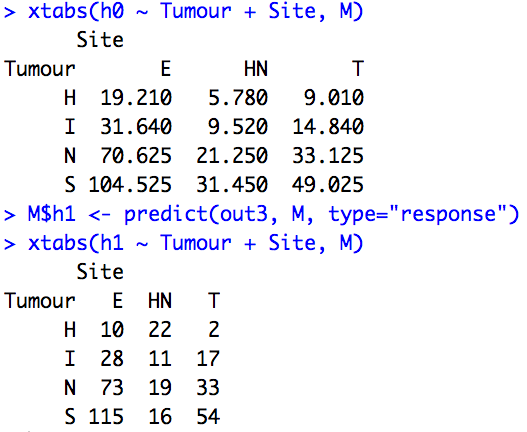 > xtabs(h0 ~ Tumour + Site, M)
Site
Tumour E HN T
H 19.210 5.780 9.010
I 31.640 9.520 14.840
N 70.625 21.250 33.125
S 104.525 31.450 49.025
> M$h1 <- predict(out3, M, type="response")
> xtabs(h1 ~ Tumour + Site, M)
Site
Tumour E HN T
H 10 22 2
I 28 11 17
N 73 19 33
S 115 16 54